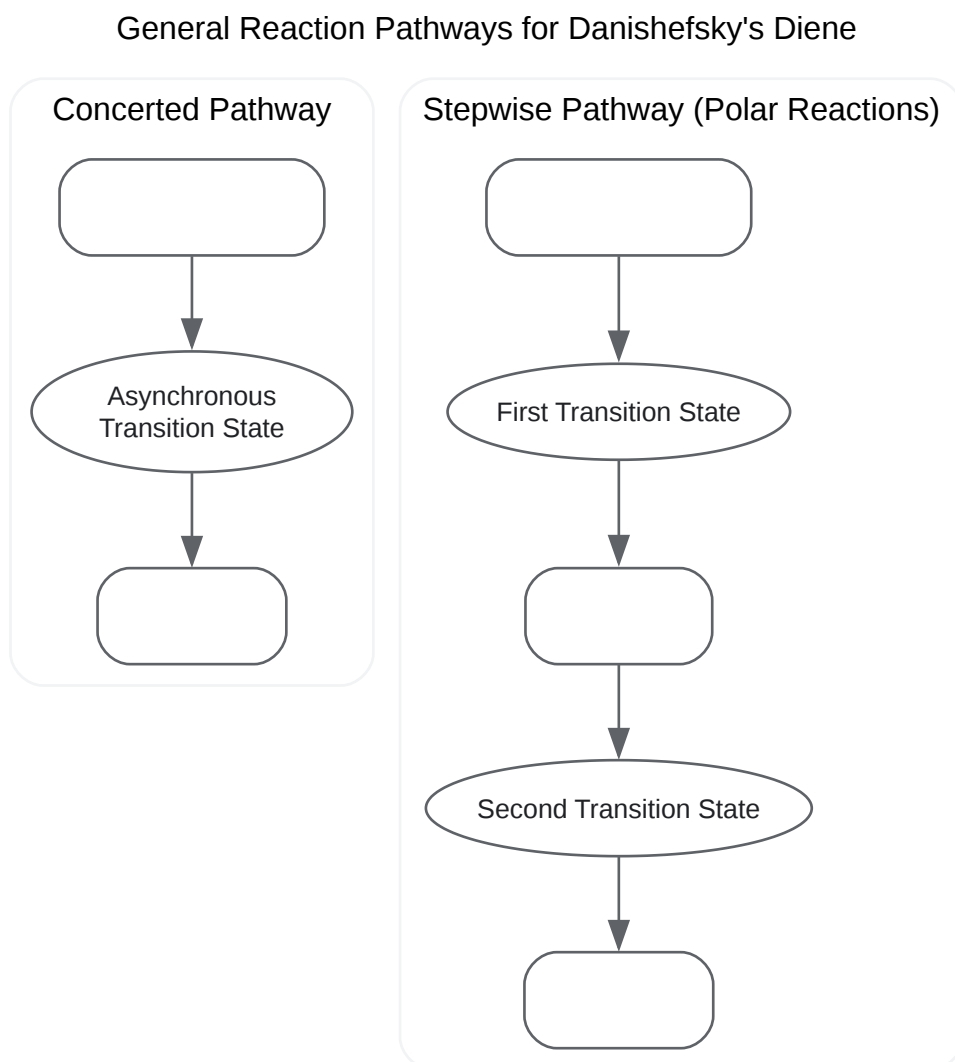 General Reaction Pathways for Danishefsky's Diene
Concerted Pathway
Asynchronous
Transition State
Stepwise Pathway (Polar Reactions)
First Transition State
Second Transition State